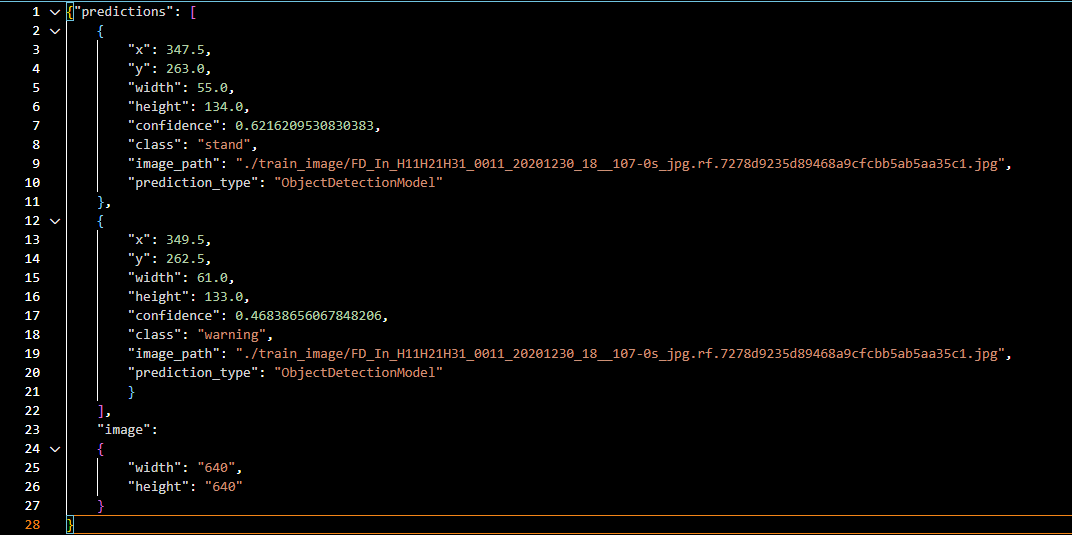 1 {"predictions": [
2 {
3 "x": 347.5,
4 "y": 263.0,
5 "width": 55.0,
6 "height": 134.0,
7 "confidence": 0.6216209530830383,
8 "class": "stand",
9 "image_path": "./train_image/FD_In_H11H21H31_0011_20201230_18__107-0s_jpg.rf.7278d9235d89468a9cfcbb5ab5aa35c1.jpg",
10 "prediction_type": "ObjectDetectionModel"
11 },
12 {
13 "x": 349.5,
14 "y": 262.5,
15 "width": 61.0,
16 "height": 133.0,
17 "confidence": 0.46838656067848206,
18 "class": "warning",
19 "image_path": "./train_image/FD_In_H11H21H31_0011_20201230_18__107-0s_jpg.rf.7278d9235d89468a9cfcbb5ab5aa35c1.jpg",
20 "prediction_type": "ObjectDetectionModel"
21 }
22 ],
23 "image":
24 {
25 "width": "640",
26 "height": "640"
27 }
28 }